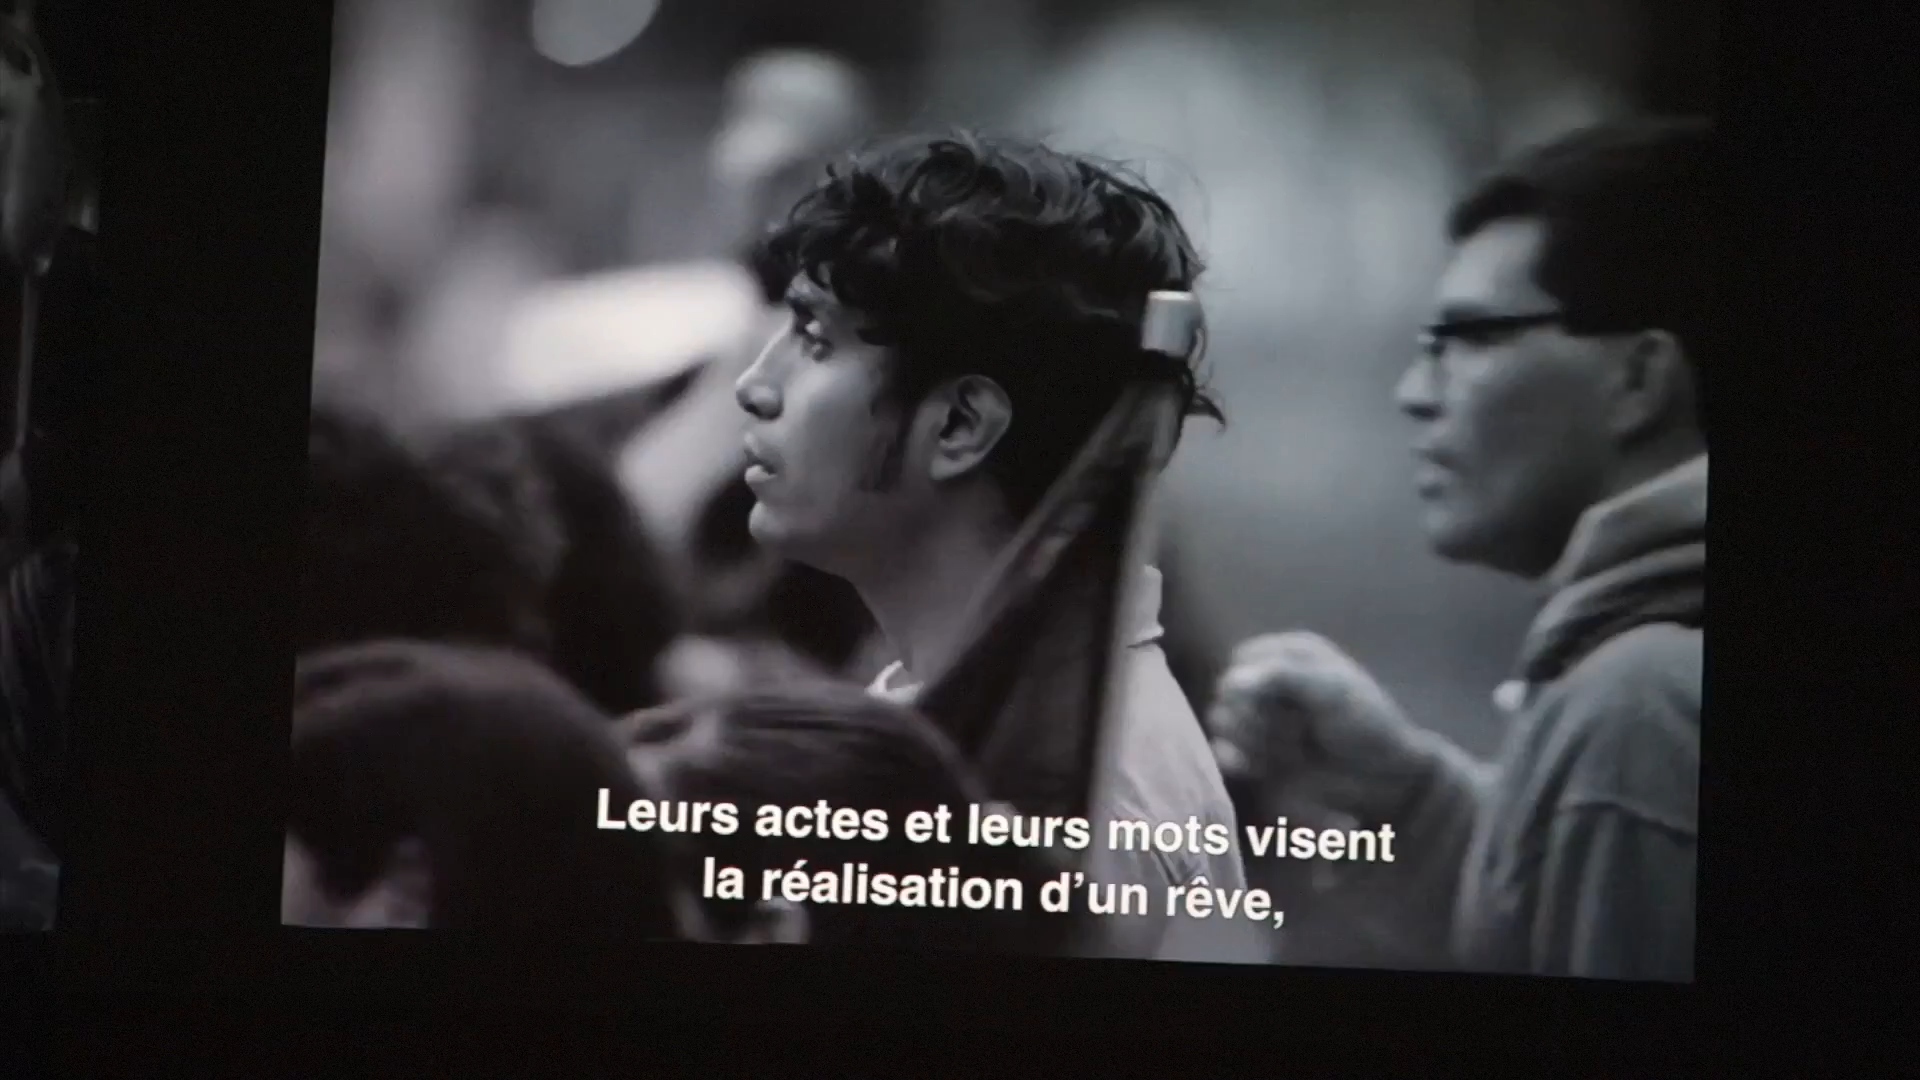 Leurs actes et leurs mots visent
la réalisation d’un rêve,